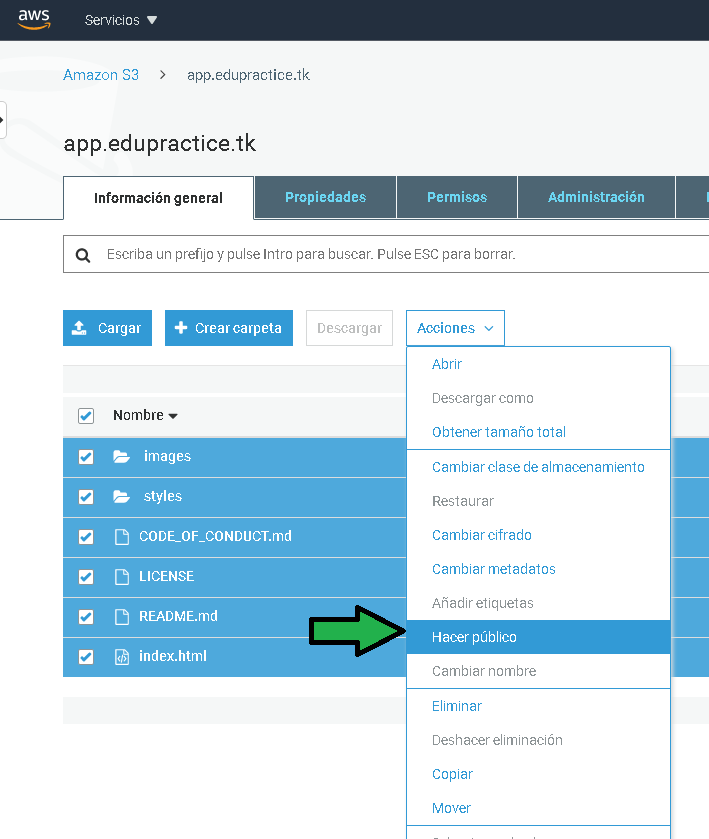 aws
Servicios
Amazon S3 > app.edupractice.tk
app.edupractice.tk
Información general
Propiedades
Permisos
Administración
Escriba un prefijo y pulse Intro para buscar. Pulse ESC para borrar.
Cargar
Crear carpeta
Descargar
Acciones
Abrir
Descargar como
Obtener tamaño total
Cambiar clase de almacenamiento
Restaurar
Cambiar cifrado
Cambiar metadatos
Añadir etiquetas
Hacer público
Cambiar nombre
Eliminar
Deshacer eliminación
Copiar
Mover
Nombre
images
styles
CODE_OF_CONDUCT.md
LICENSE
README.md
index.html